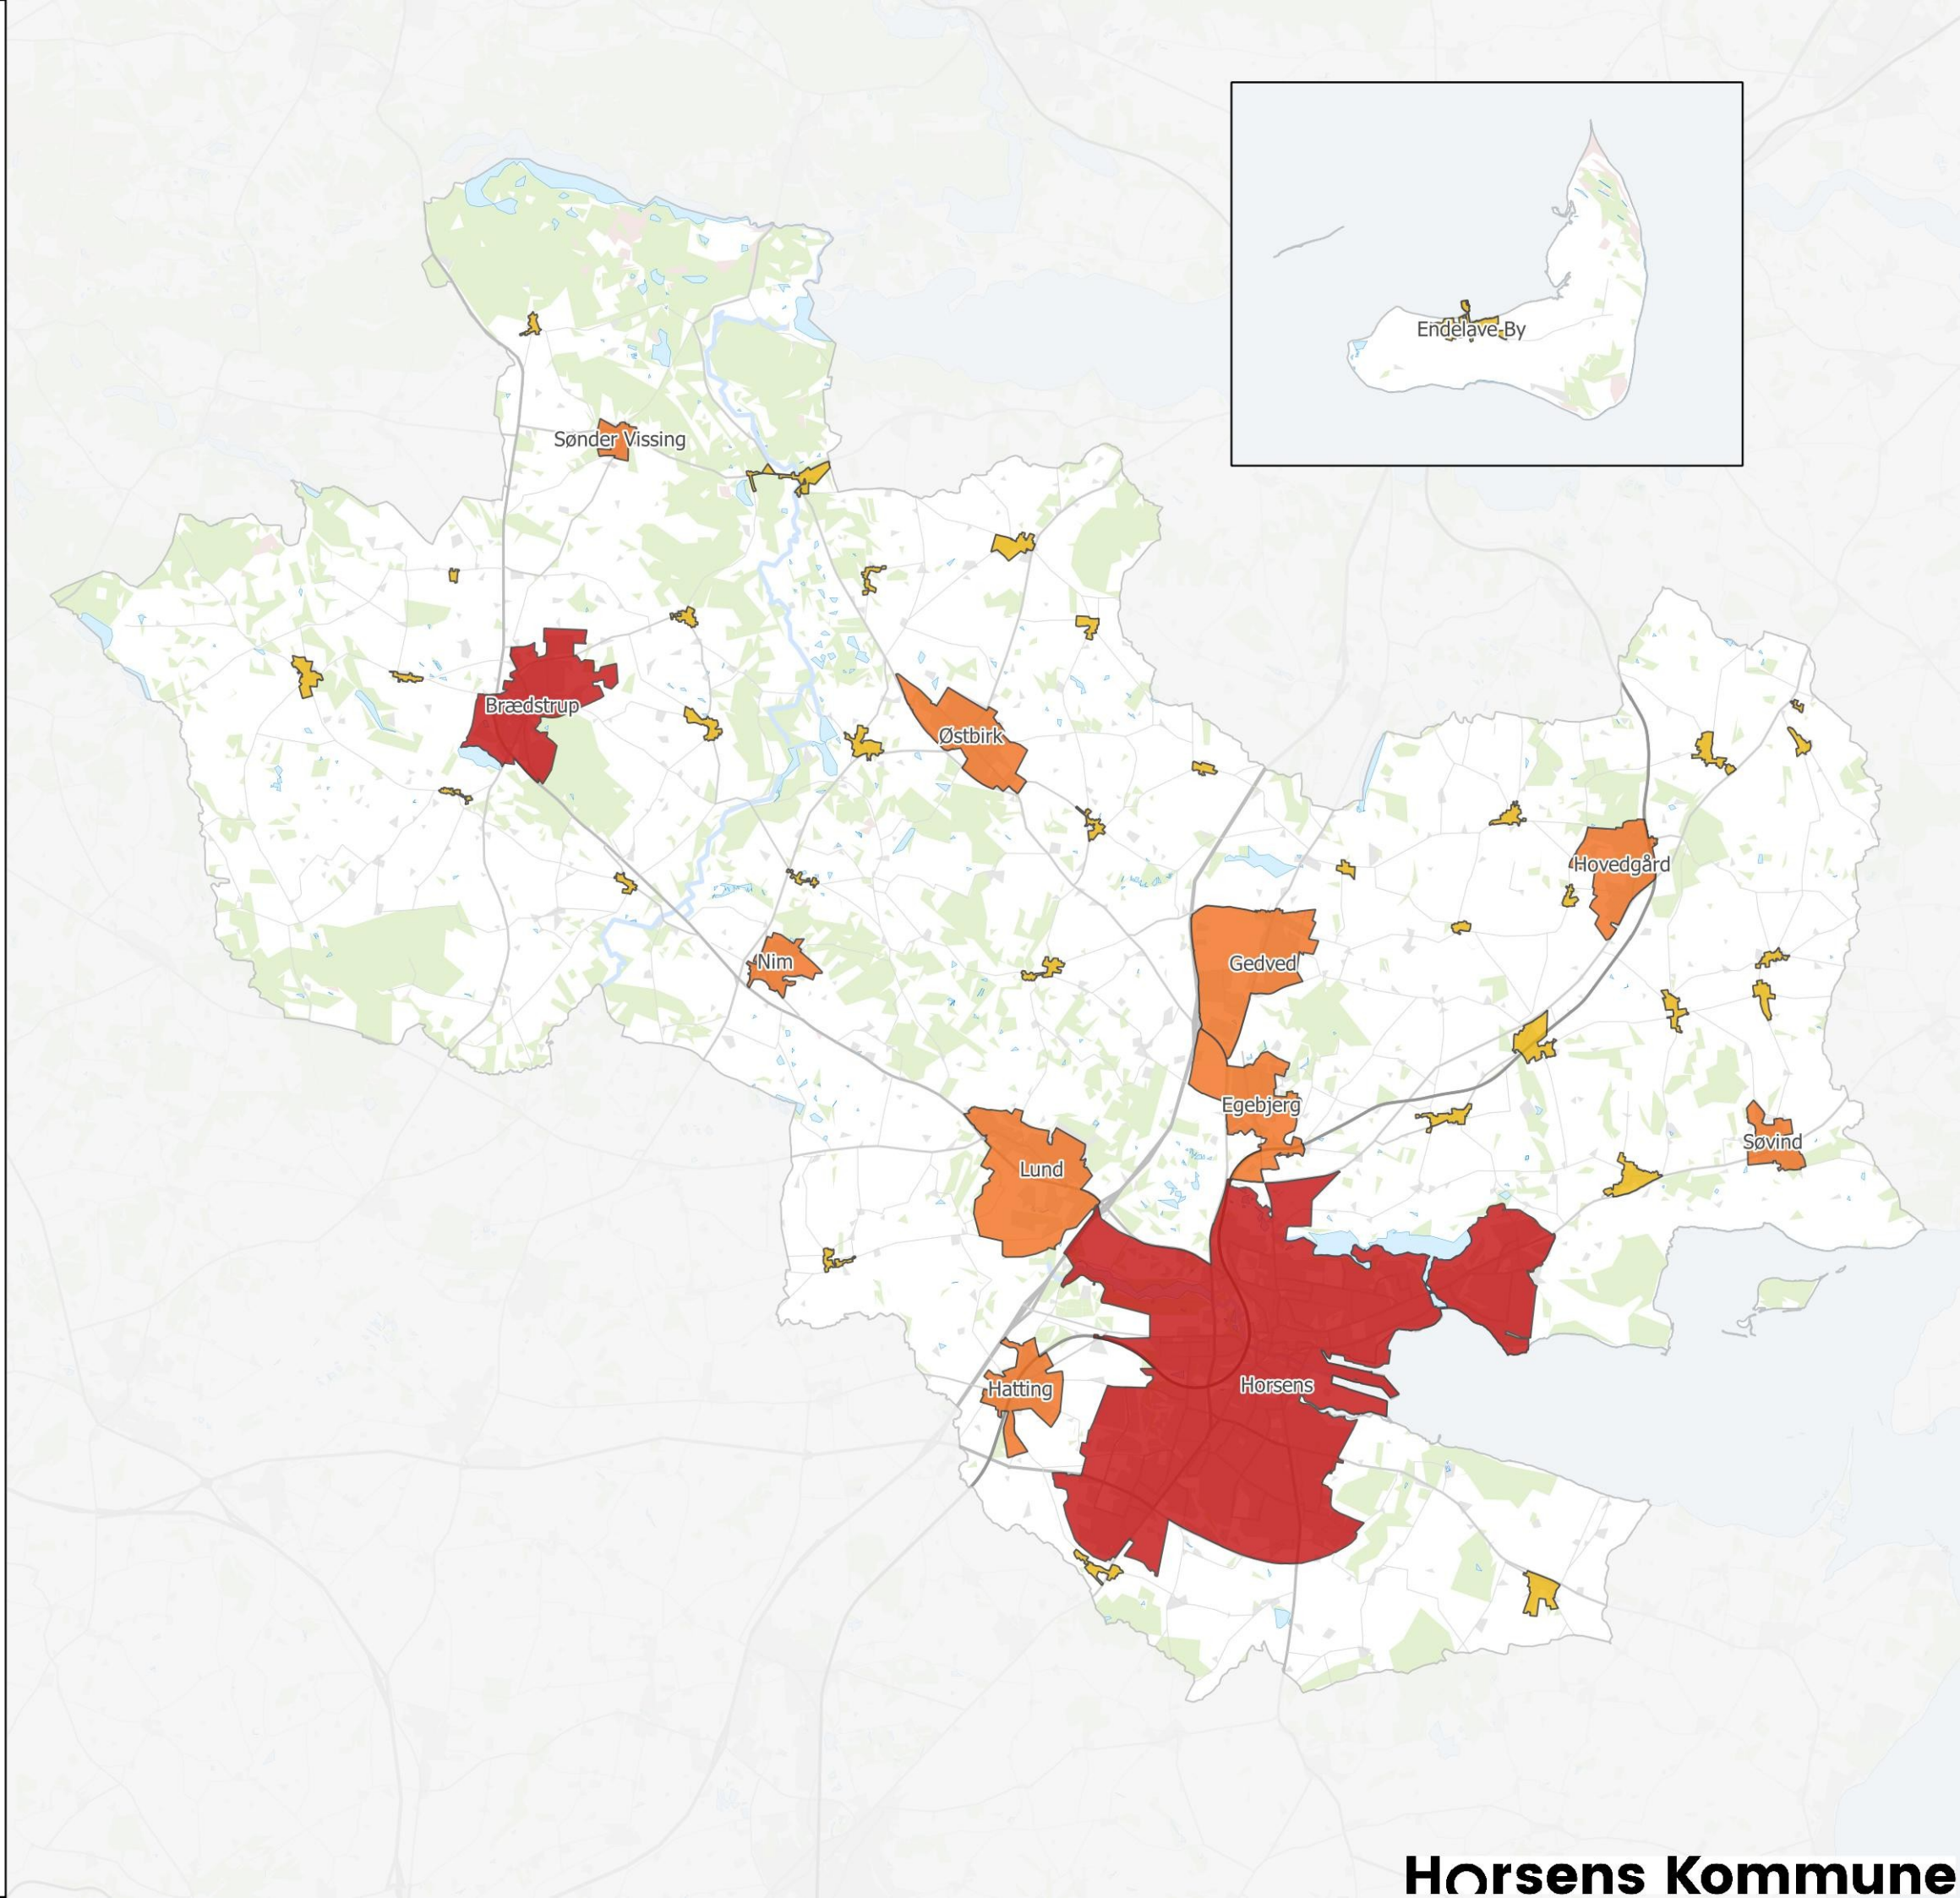 Endelave By
Sønder Vissing
Brædstrup
Østbirk
Hovedgård
Nim
Gedved
Egebjerg
Søvind
Lund
Hatting
Horsens
Horsens Kommune